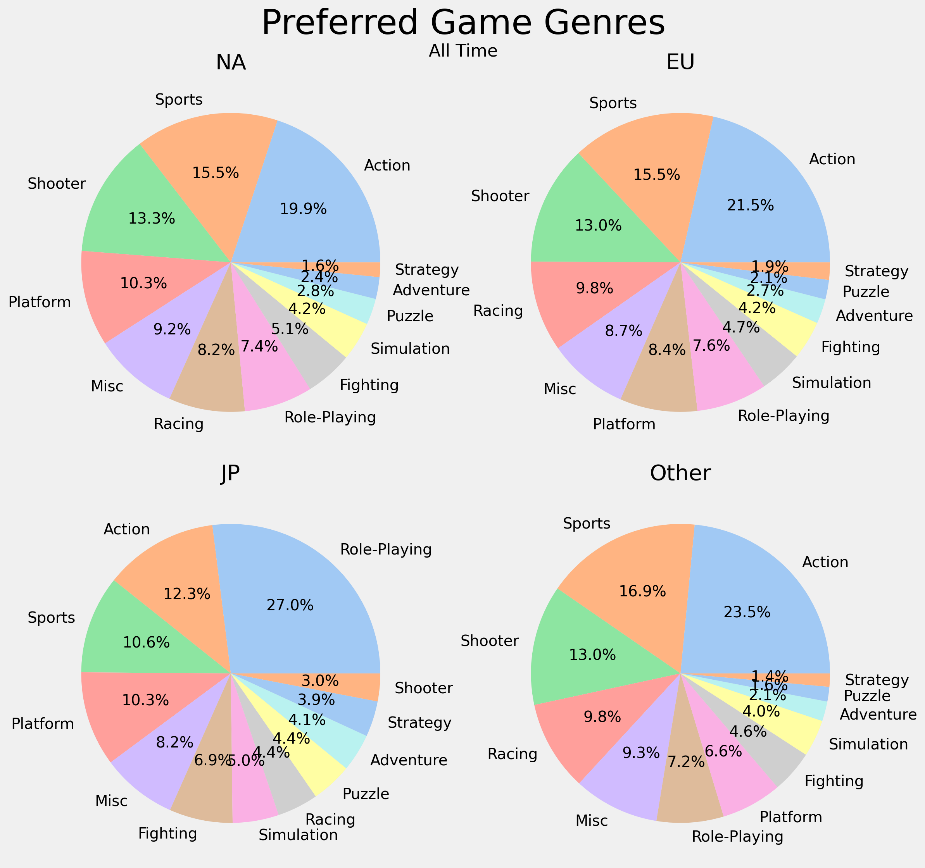 Preferred Game Genres
All Time
NA
Sports
Action
Shooter
15.5%
19.9%
13.3%
Platform
10.3%
1.6%
2.4%
2.8%
4.2%
5.1%
7.4%
8.2%
9.2%
Strategy
Adventure
Puzzle
Simulation
Fighting
Role-Playing
Racing
Misc
EU
Sports
Action
Shooter
15.5%
21.5%
13.0%
Racing
9.8%
1.9%
2.1%
2.7%
4.2%
4.7%
7.6%
8.4%
8.7%
Strategy
Puzzle
Adventure
Fighting
Simulation
Role-Playing
Platform
Misc
JP
Action
Role-Playing
Sports
12.3%
27.0%
10.6%
Platform
10.3%
3.0%
3.9%
4.1%
4.4%
4.4%
5.0%
6.9%
8.2%
Shooter
Strategy
Adventure
Puzzle
Racing
Simulation
Fighting
Misc
Other
Sports
Action
Shooter
16.9%
23.5%
13.0%
Racing
9.8%
1.4%
1.6%
2.1%
4.0%
4.6%
6.6%
7.2%
9.3%
Strategy
Puzzle
Adventure
Simulation
Fighting
Platform
Role-Playing
Misc